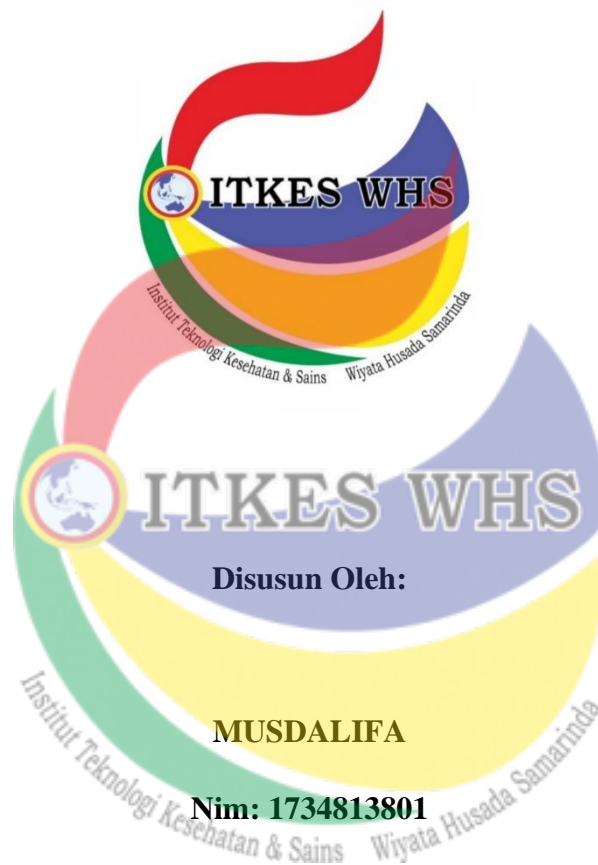 ITKES WHS
Institut Teknologi Kesehatan & Sains Wiyata Husada Samarinda
ITKES WHS
Disusun Oleh:
MUSDALIFA
Nim: 1734813801
Institut Teknologi Kesehatan & Sains Wiyata Husada Samarinda